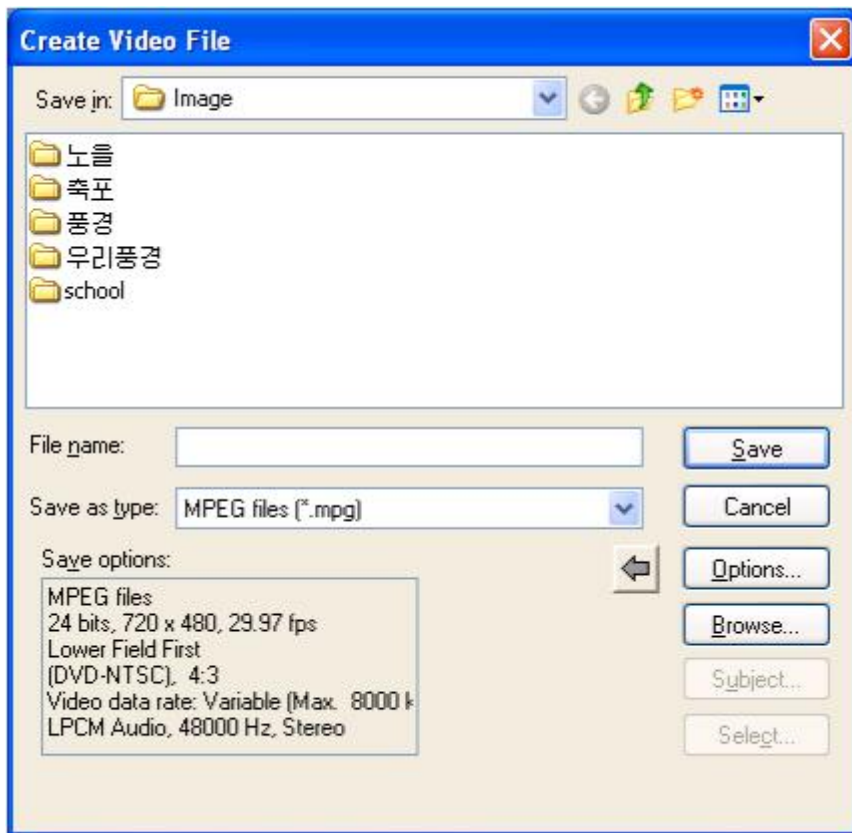 Create Video File
Save in: Image
노을
축포
풍경
우리풍경
school
File name:
Save
Save as type: MPEG files (*.mpg)
Cancel
Save options:
Options...
MPEG files
24 bits, 720 x 480, 29.97 fps
Lower Field First
(DVD-NTSC), 4:3
Video data rate: Variable (Max. 8000
LPCM Audio, 48000 Hz, Stereo
Browse...
Subject...
Select...